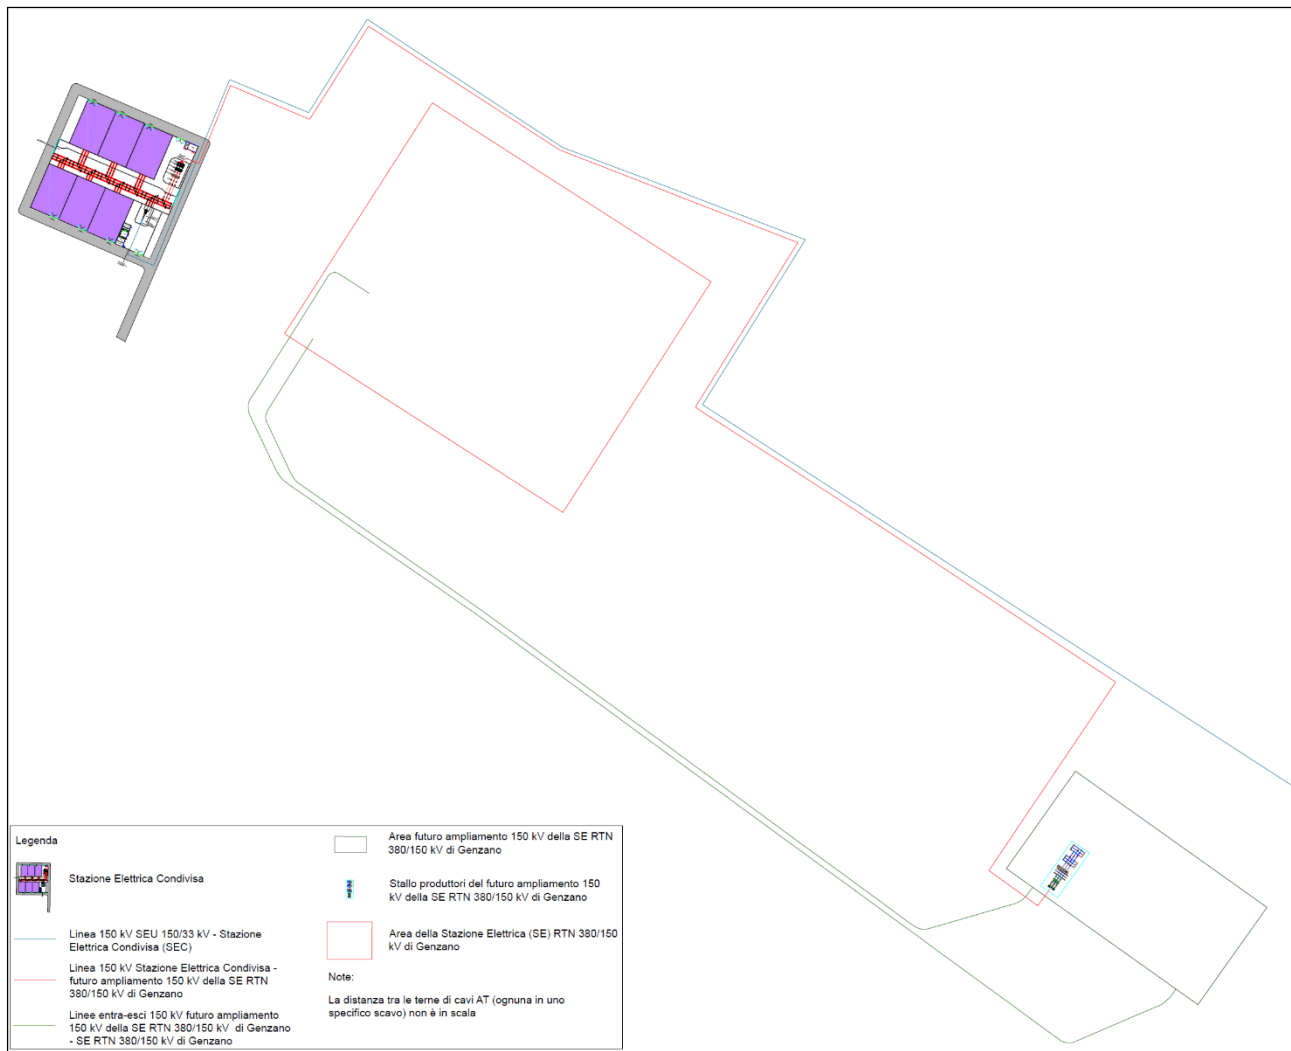 Legenda
Stazione Elettrica Condivisa
Linea 150 kV SEU 150/33 kV - Stazione
Elettrica Condivisa (SEC)
Linea 150 kV Stazione Elettrica Condivisa -
futuro ampliamento 150 kV della SE RTN
380/150 kV di Genzano
Linee entra-esci 150 kV futuro ampliamento
150 kV della SE RTN 380/150 kV di Genzano
- SE RTN 380/150 kV di Genzano
Area futuro ampliamento 150 kV della SE RTN
380/150 kV di Genzano
Stallo produttori del futuro ampliamento 150
kV della SE RTN 380/150 kV di Genzano
Area della Stazione Elettrica (SE) RTN 380/150
kV di Genzano
Note:
La distanza tra le terne di cavi AT (ognuna in uno
specifico scavo) non è in scala